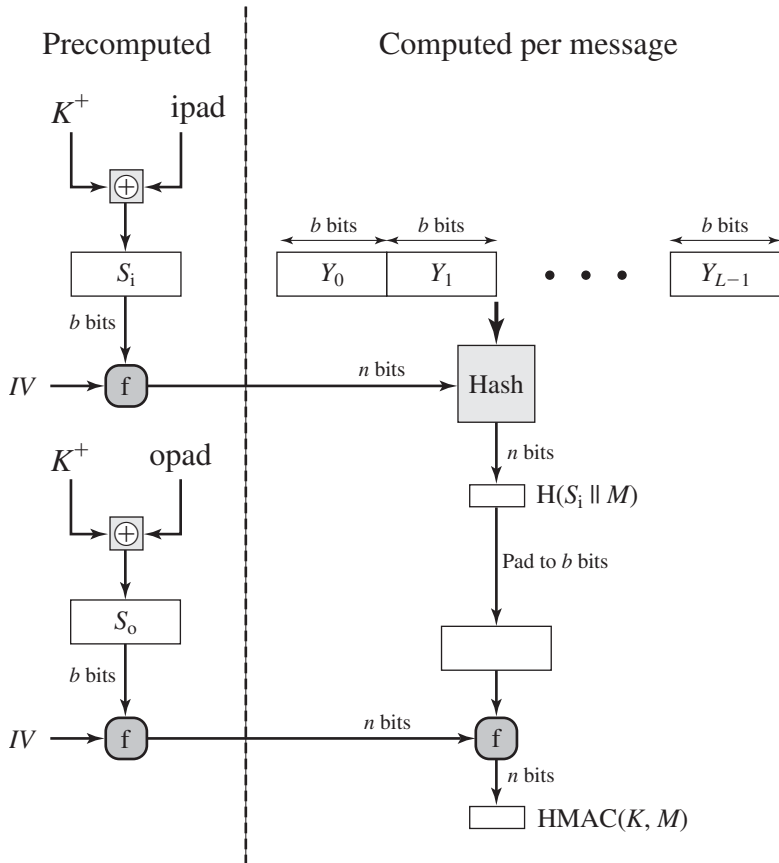 Precomputed
Computed per message
K+ ipad
b bits b bits b bits
Si
Y0 Y1 • • • YL−1
b bits
IV f n bits Hash
n bits
K+ opad
H(Si || M)
Pad to b bits
So
b bits
IV f n bits f
n bits
HMAC(K, M)